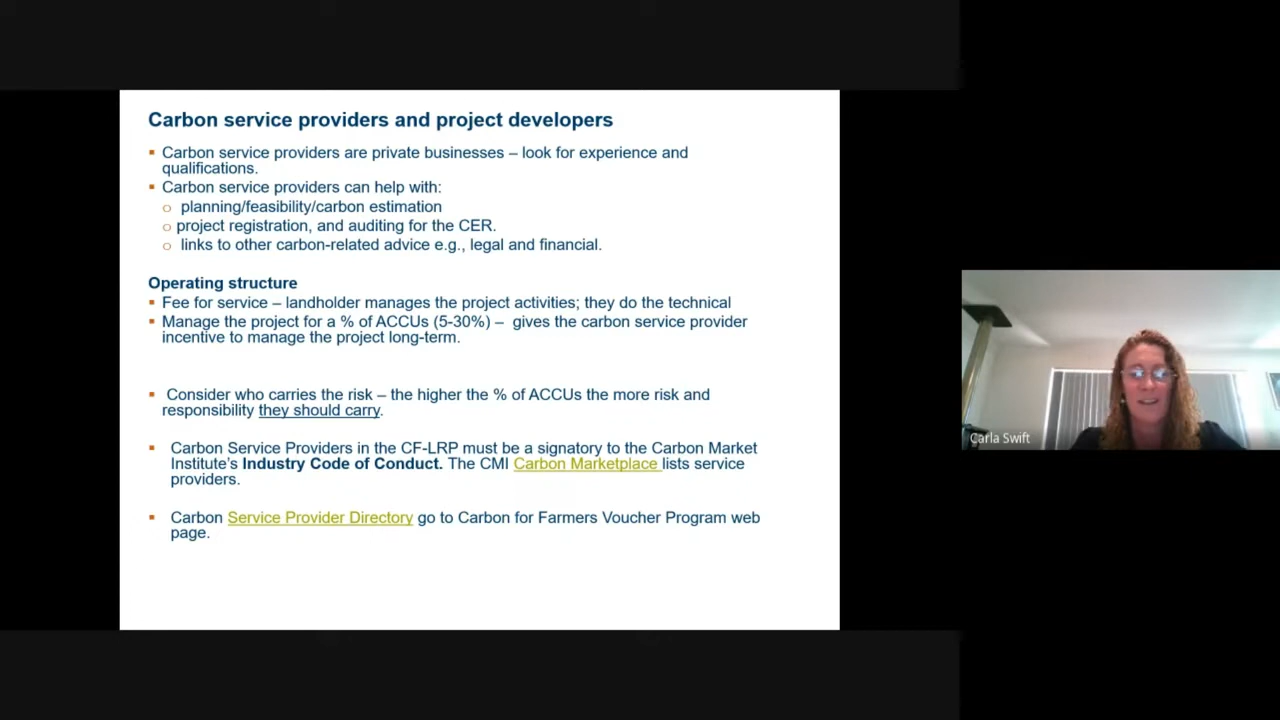 Carbon service providers and project developers
Carbon service providers are private businesses – look for experience and
qualifications.
Carbon service providers can help with:
planning/feasibility/carbon estimation
project registration, and auditing for the CER.
links to other carbon-related advice e.g., legal and financial.
Operating structure
Fee for service – landholder manages the project activities; they do the technical
Manage the project for a % of ACCUs (5-30%) – gives the carbon service provider
incentive to manage the project long-term.
Consider who carries the risk – the higher the % of ACCUs the more risk and
responsibility they should carry.
Carbon Service Providers in the CF-LRP must be a signatory to the Carbon Market
Institute's Industry Code of Conduct. The CMI Carbon Marketplace lists service
providers.
Carbon Service Provider Directory go to Carbon for Farmers Voucher Program web
page.
Carla Swift